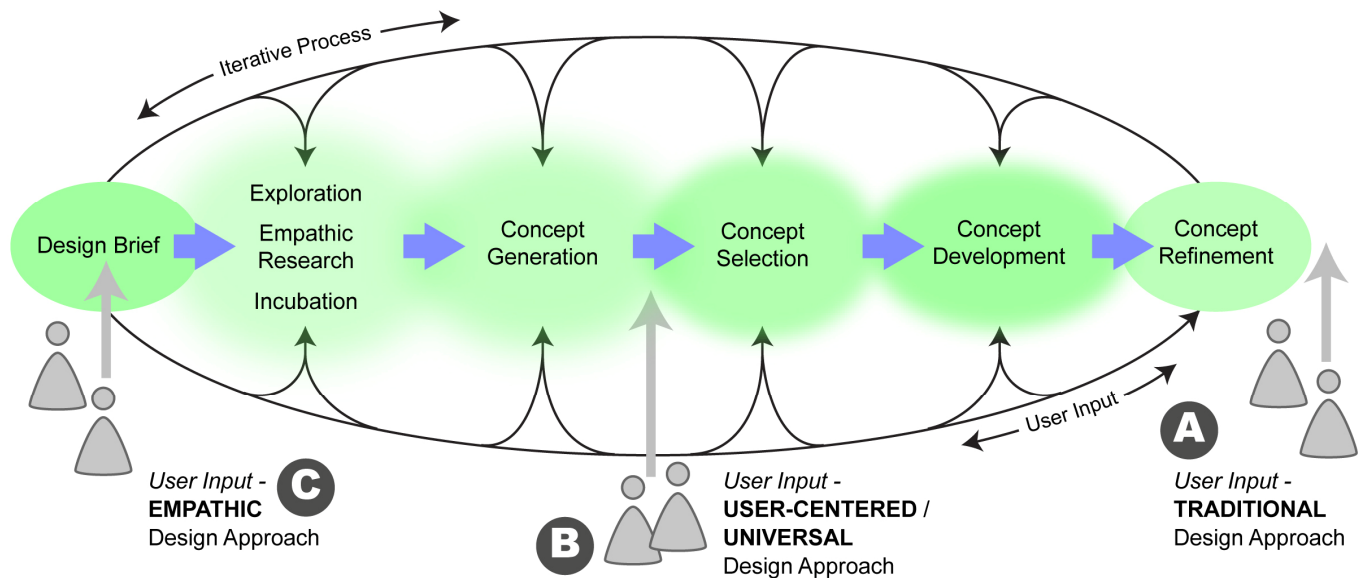 Iterative Process
Design Brief
Exploration
Empathic
Research
Incubation
Concept
Generation
Concept
Selection
Concept
Development
Concept
Refinement
User Input
C
User Input -
EMPATHIC
Design Approach
B
User Input -
USER-CENTERED /
UNIVERSAL
Design Approach
A
User Input -
TRADITIONAL
Design Approach